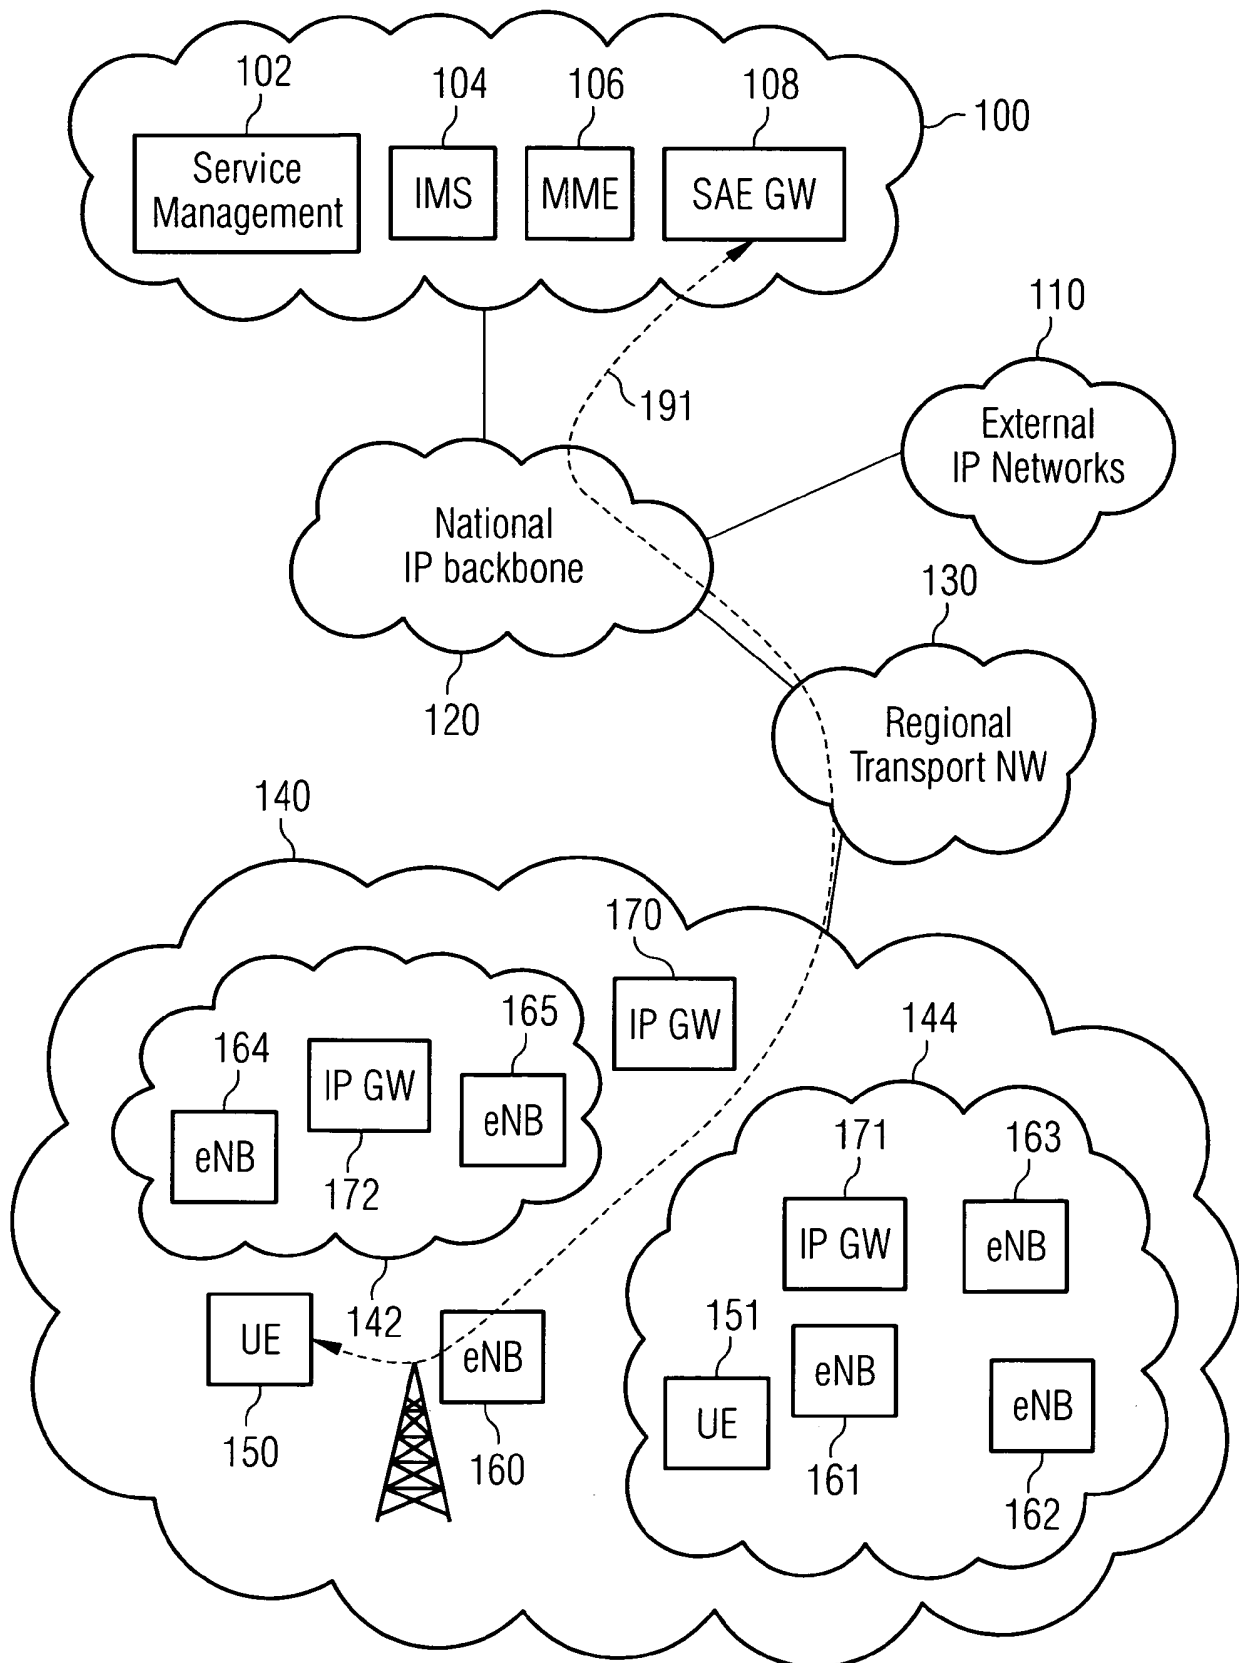 102
104
106
108
100
Service
Management
IMS
MME
SAE GW
110
191
External
IP Networks
National
IP backbone
130
120
Regional
Transport NW
140
170
IP GW
165
144
164
IP GW
eNB
eNB
172
171
163
IP GW
eNB
142
UE
eNB
151
eNB
eNB
UE
150
160
161
162